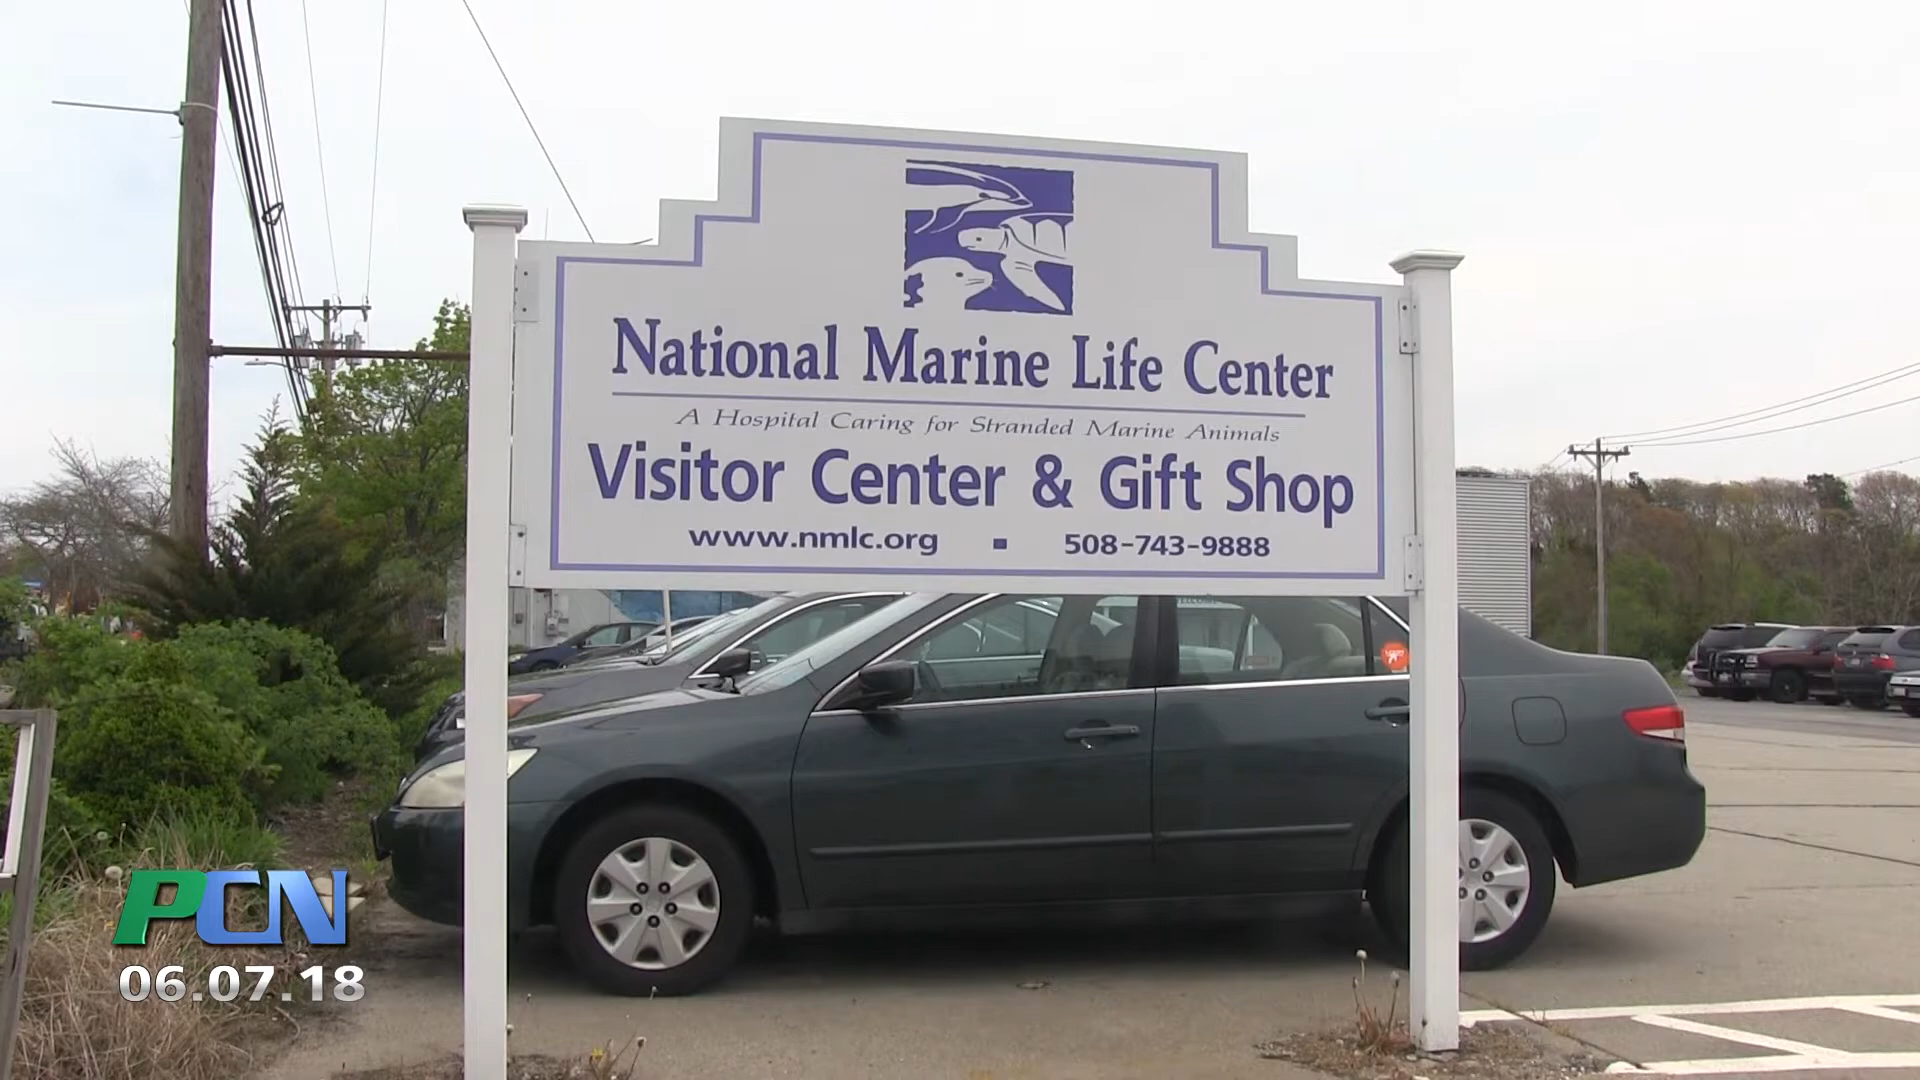 National Marine Life Center
A Hospital Caring for Stranded Marine Animals
Visitor Center & Gift Shop
www.nmlc.org ▪ 508-743-9888
PCN
06.07.18